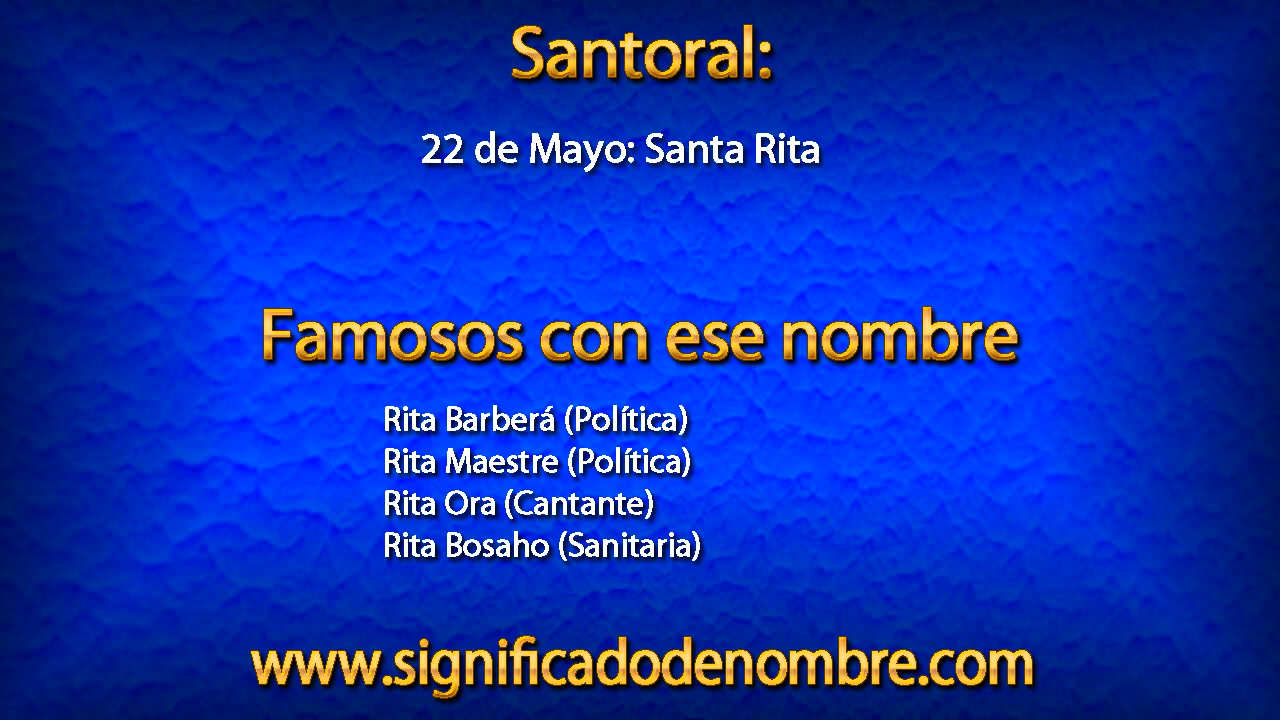 Santoral:
22 de Mayo: Santa Rita
Famosos con ese nombre
Rita Barberá (Política)
Rita Maestre (Política)
Rita Ora (Cantante)
Rita Bosaho (Sanitaria)
www.significadodenombre.com